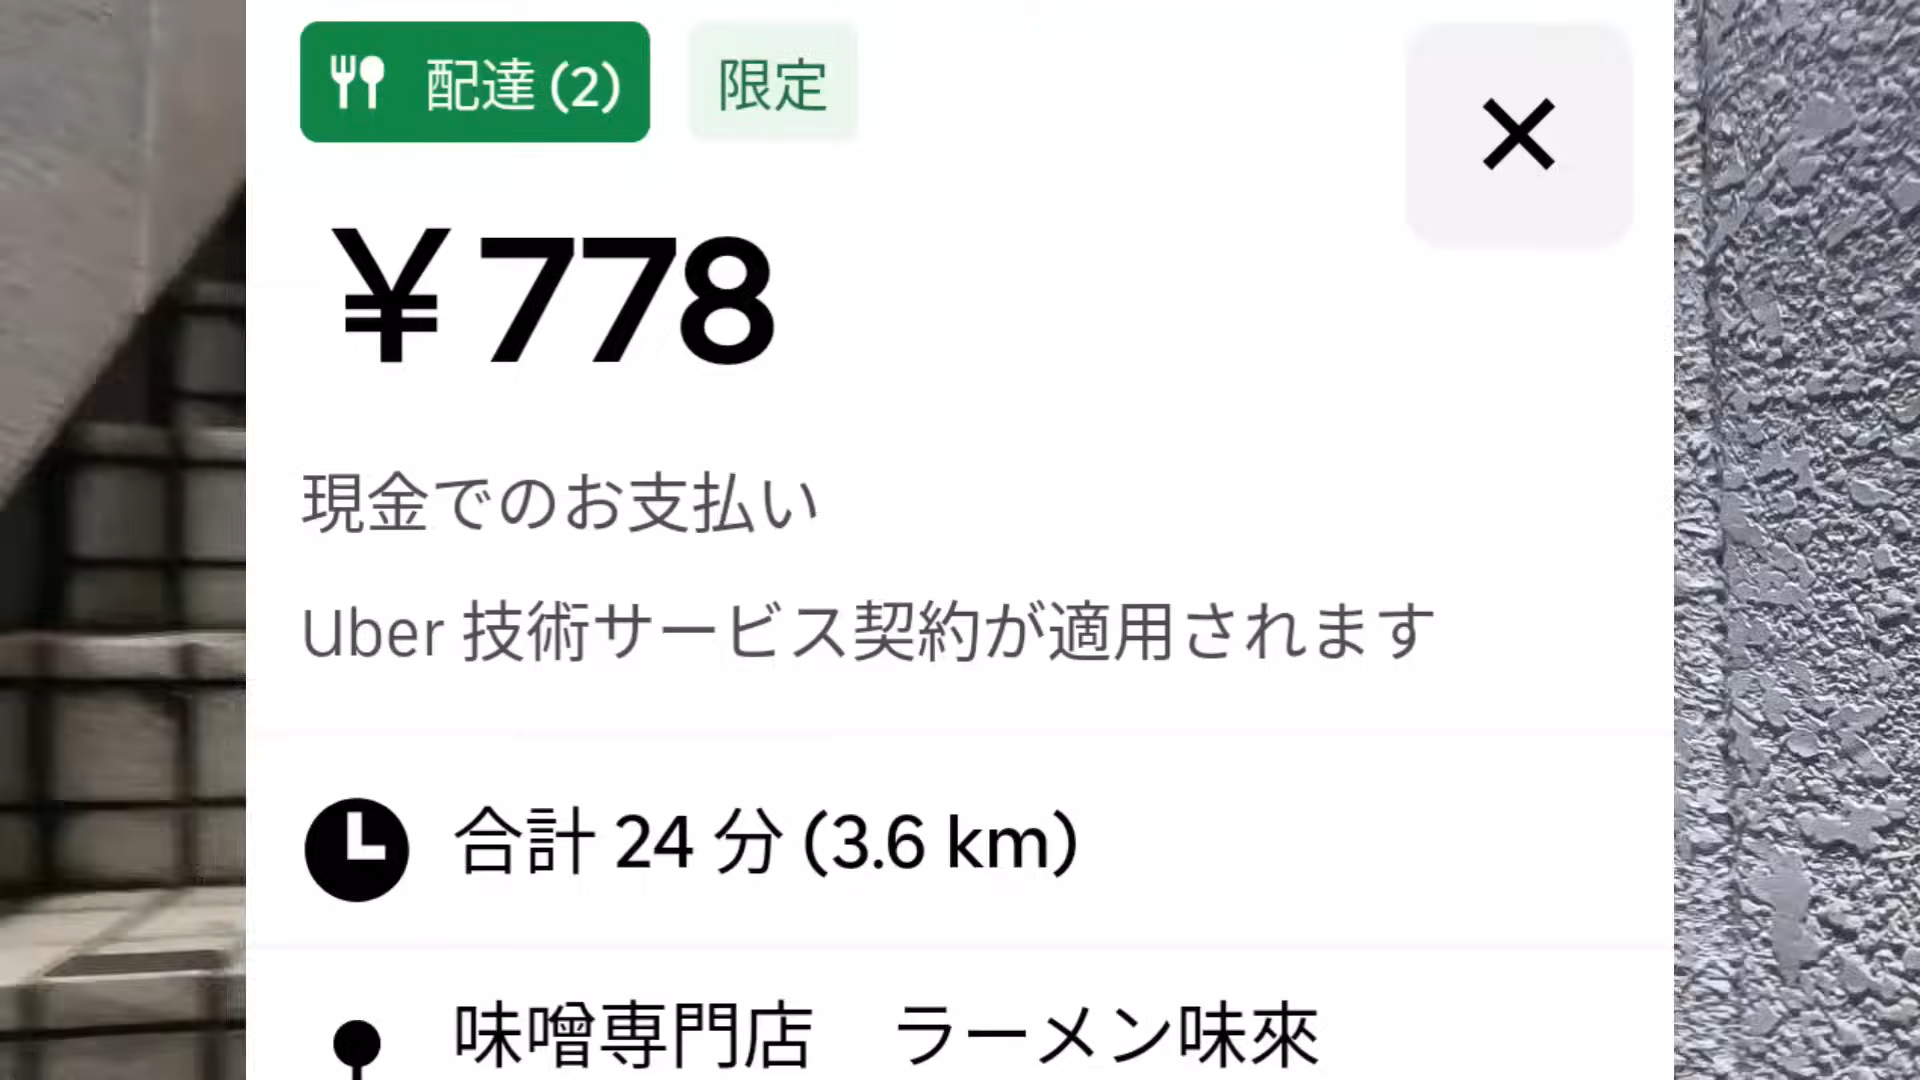 配達 (2)　限定
￥778
現金でのお支払い
Uber 技術サービス契約が適用されます
合計 24 分 (3.6 km)
味噌専門店　ラーメン味來